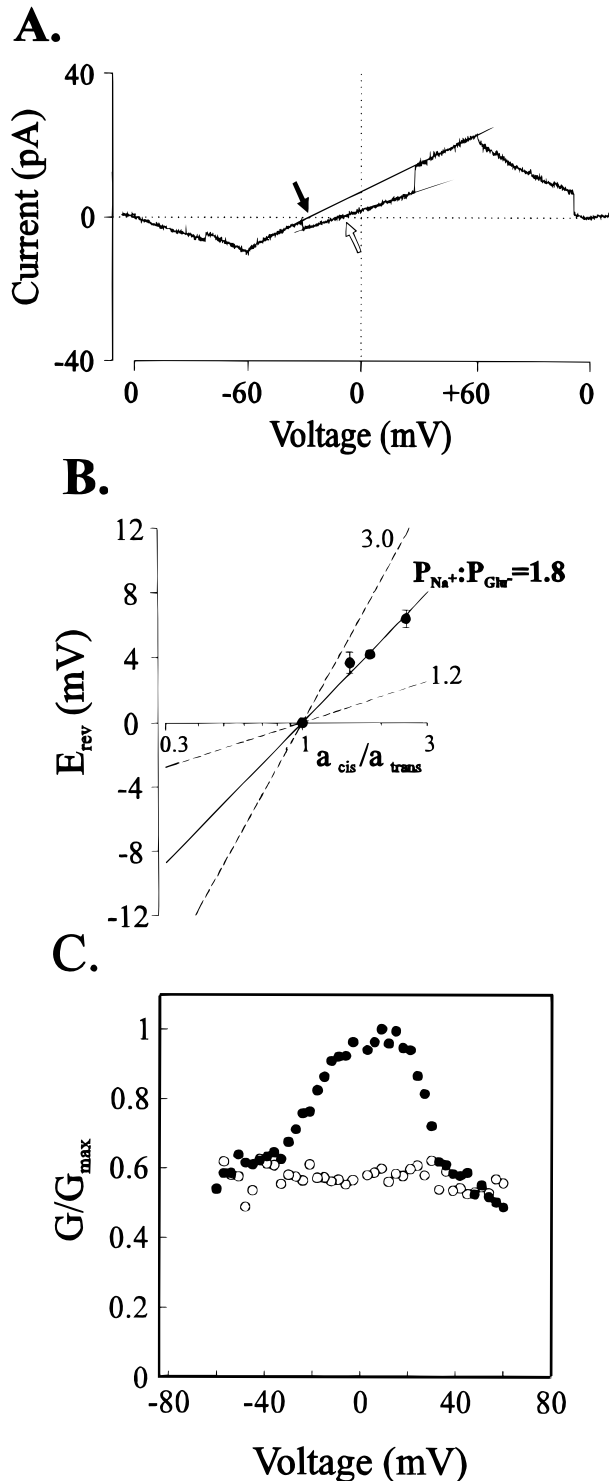 A.
40
0
-40
Current (pA)
0 -60 0 +60 0
Voltage (mV)
B.
12
8
4
0
-4
-8
-12
E_rev (mV)
3.0
P_Na+:P_Glu-=1.8
1.2
0.3 1 3
a cis/a trans
C.
1
0.8
0.6
0.4
0.2
0
G/G_max
-80 -40 0 40 80
Voltage (mV)